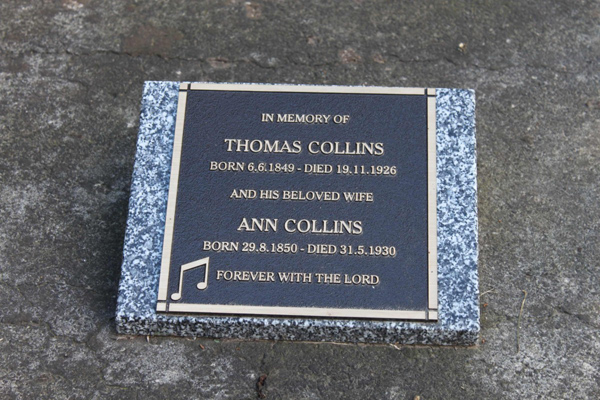 IN MEMORY OF
THOMAS COLLINS
BORN 6.6.1849 - DIED 19.11.1926
AND HIS BELOVED WIFE
ANN COLLINS
BORN 29.8.1850 - DIED 31.5.1930
FOREVER WITH THE LORD